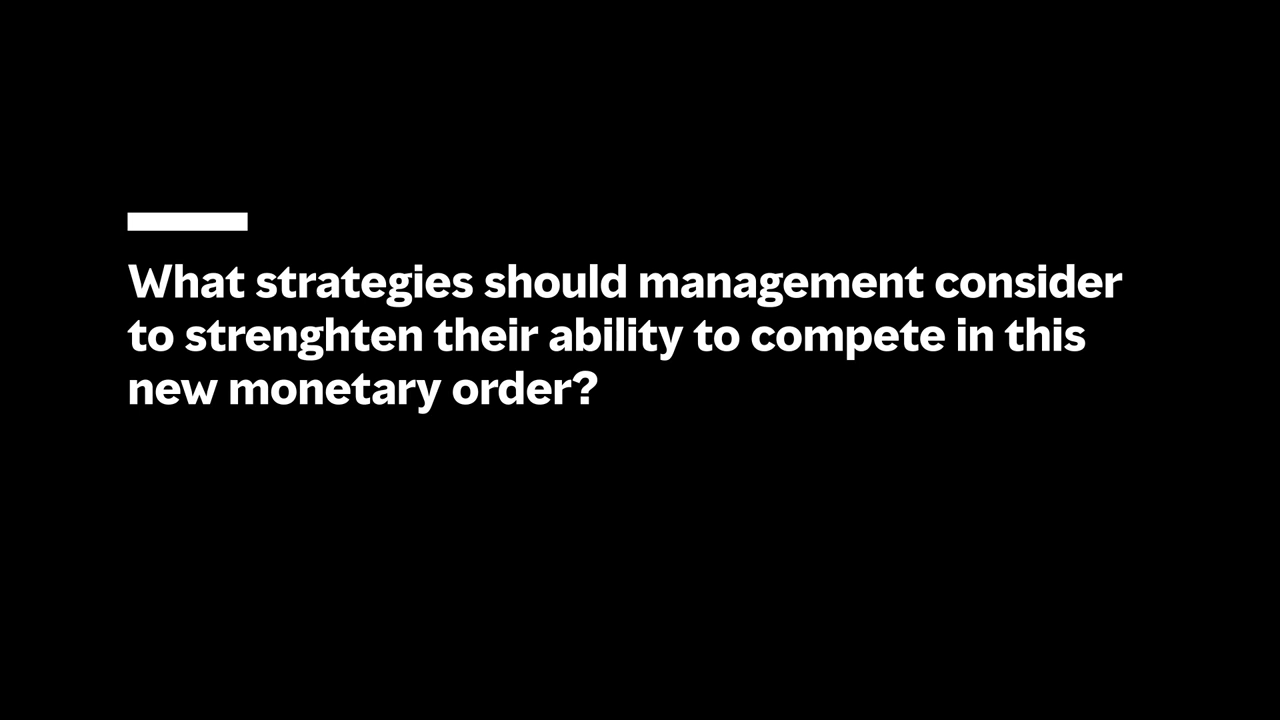 What strategies should management consider
to strenghten their ability to compete in this
new monetary order?